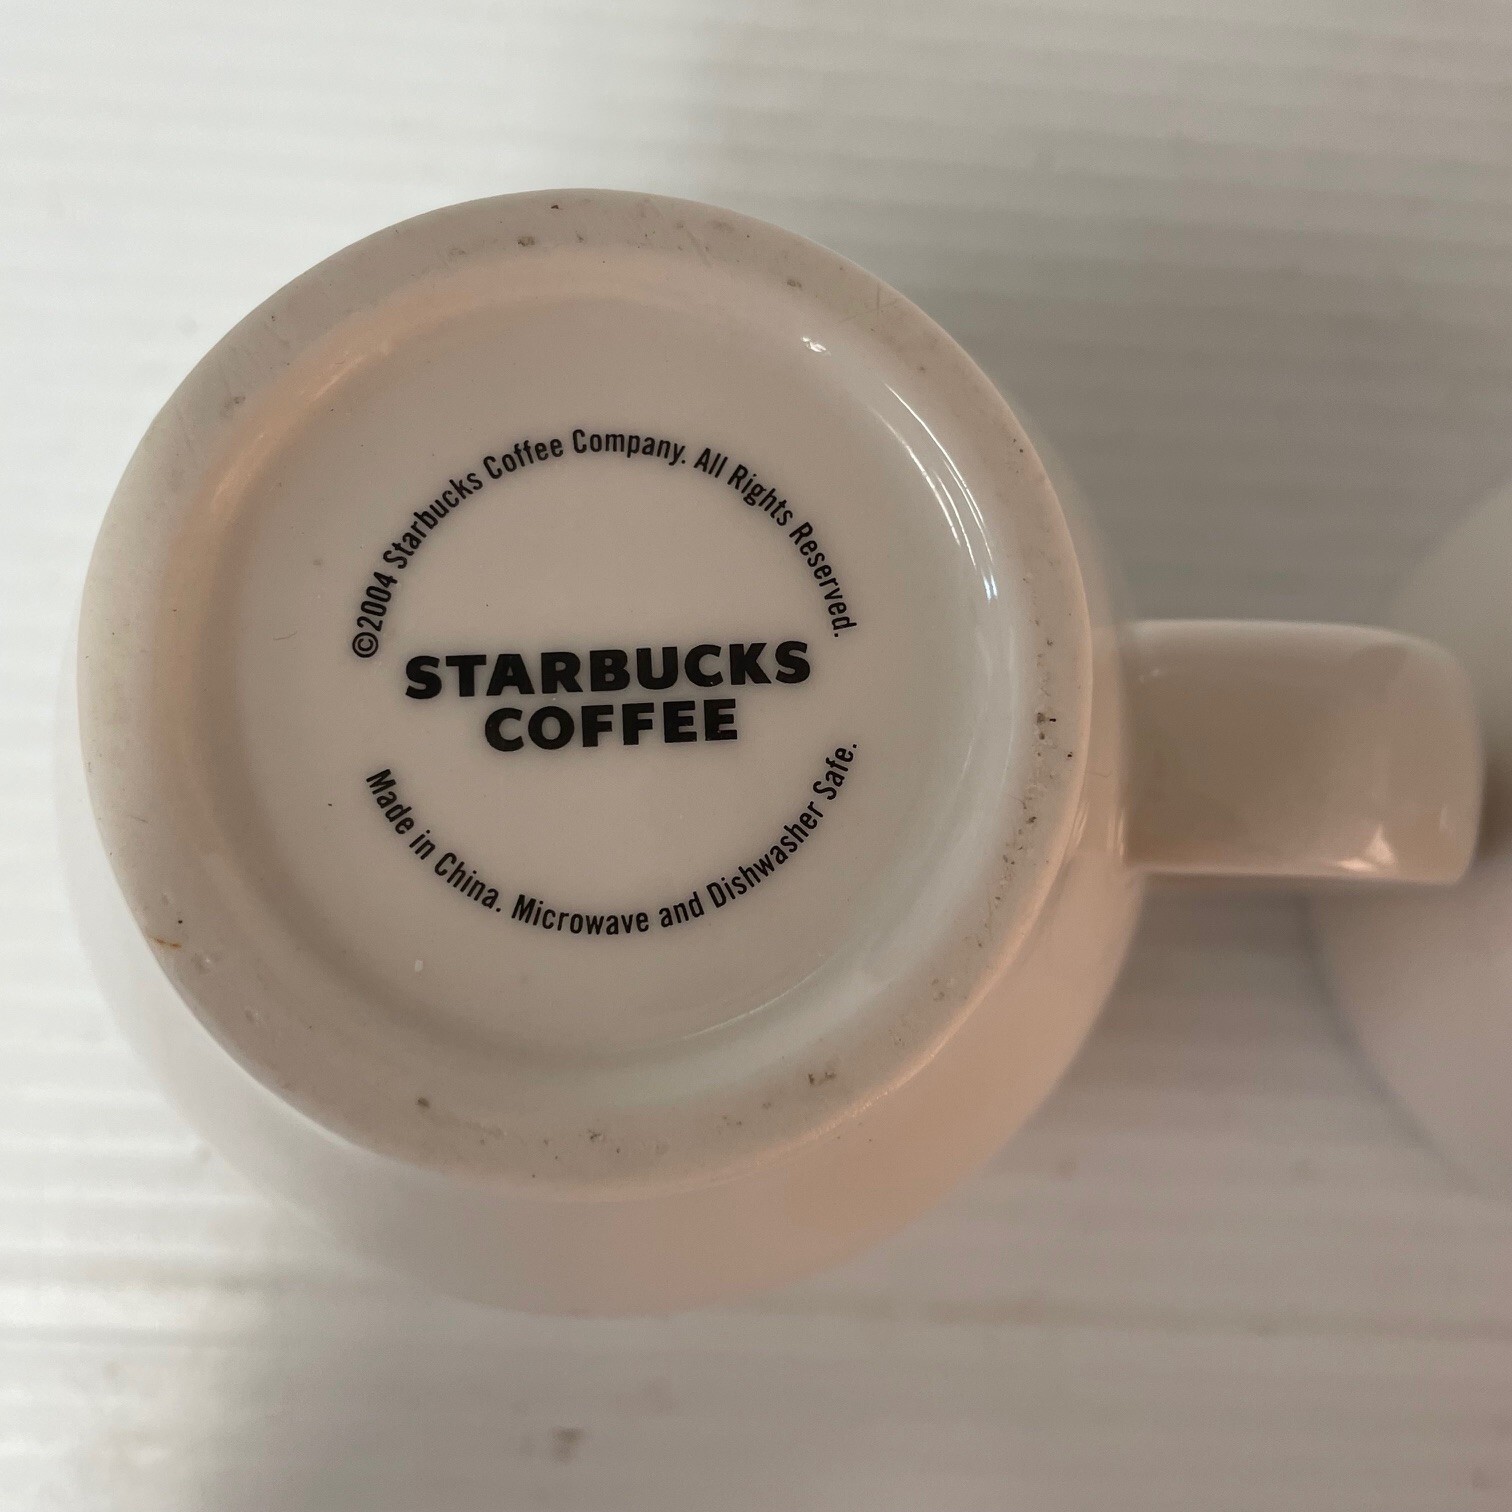 ©2004 Starbucks Coffee Company. All Rights Reserved.
STARBUCKS
COFFEE
Made in China. Microwave and Dishwasher Safe.